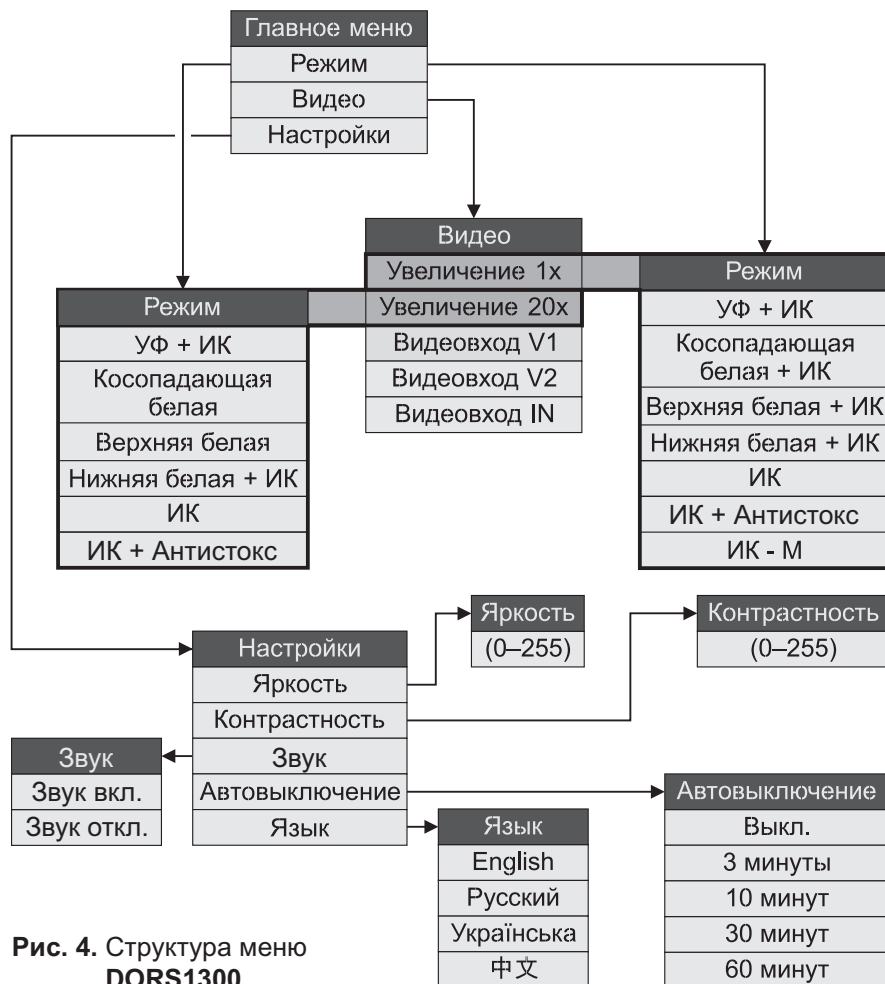 Главное меню
Режим
Видео
Настройки
Видео
Увеличение 1x
Увеличение 20x
Видеовход V1
Видеовход V2
Видеовход IN
Режим
УФ + ИК
Косопадающая
белая
Верхняя белая
Нижняя белая + ИК
ИК
ИК + Антистокс
Режим
УФ + ИК
Косопадающая
белая + ИК
Верхняя белая + ИК
Нижняя белая + ИК
ИК
ИК + Антистокс
ИК - М
Настройки
Яркость
Контрастность
Звук
Автовыключение
Язык
Яркость
(0–255)
Контрастность
(0–255)
Звук
Звук вкл.
Звук откл.
Язык
English
Русский
Українська
中文
Автовыключение
Выкл.
3 минуты
10 минут
30 минут
60 минут
Рис. 4. Структура меню
DORS1300